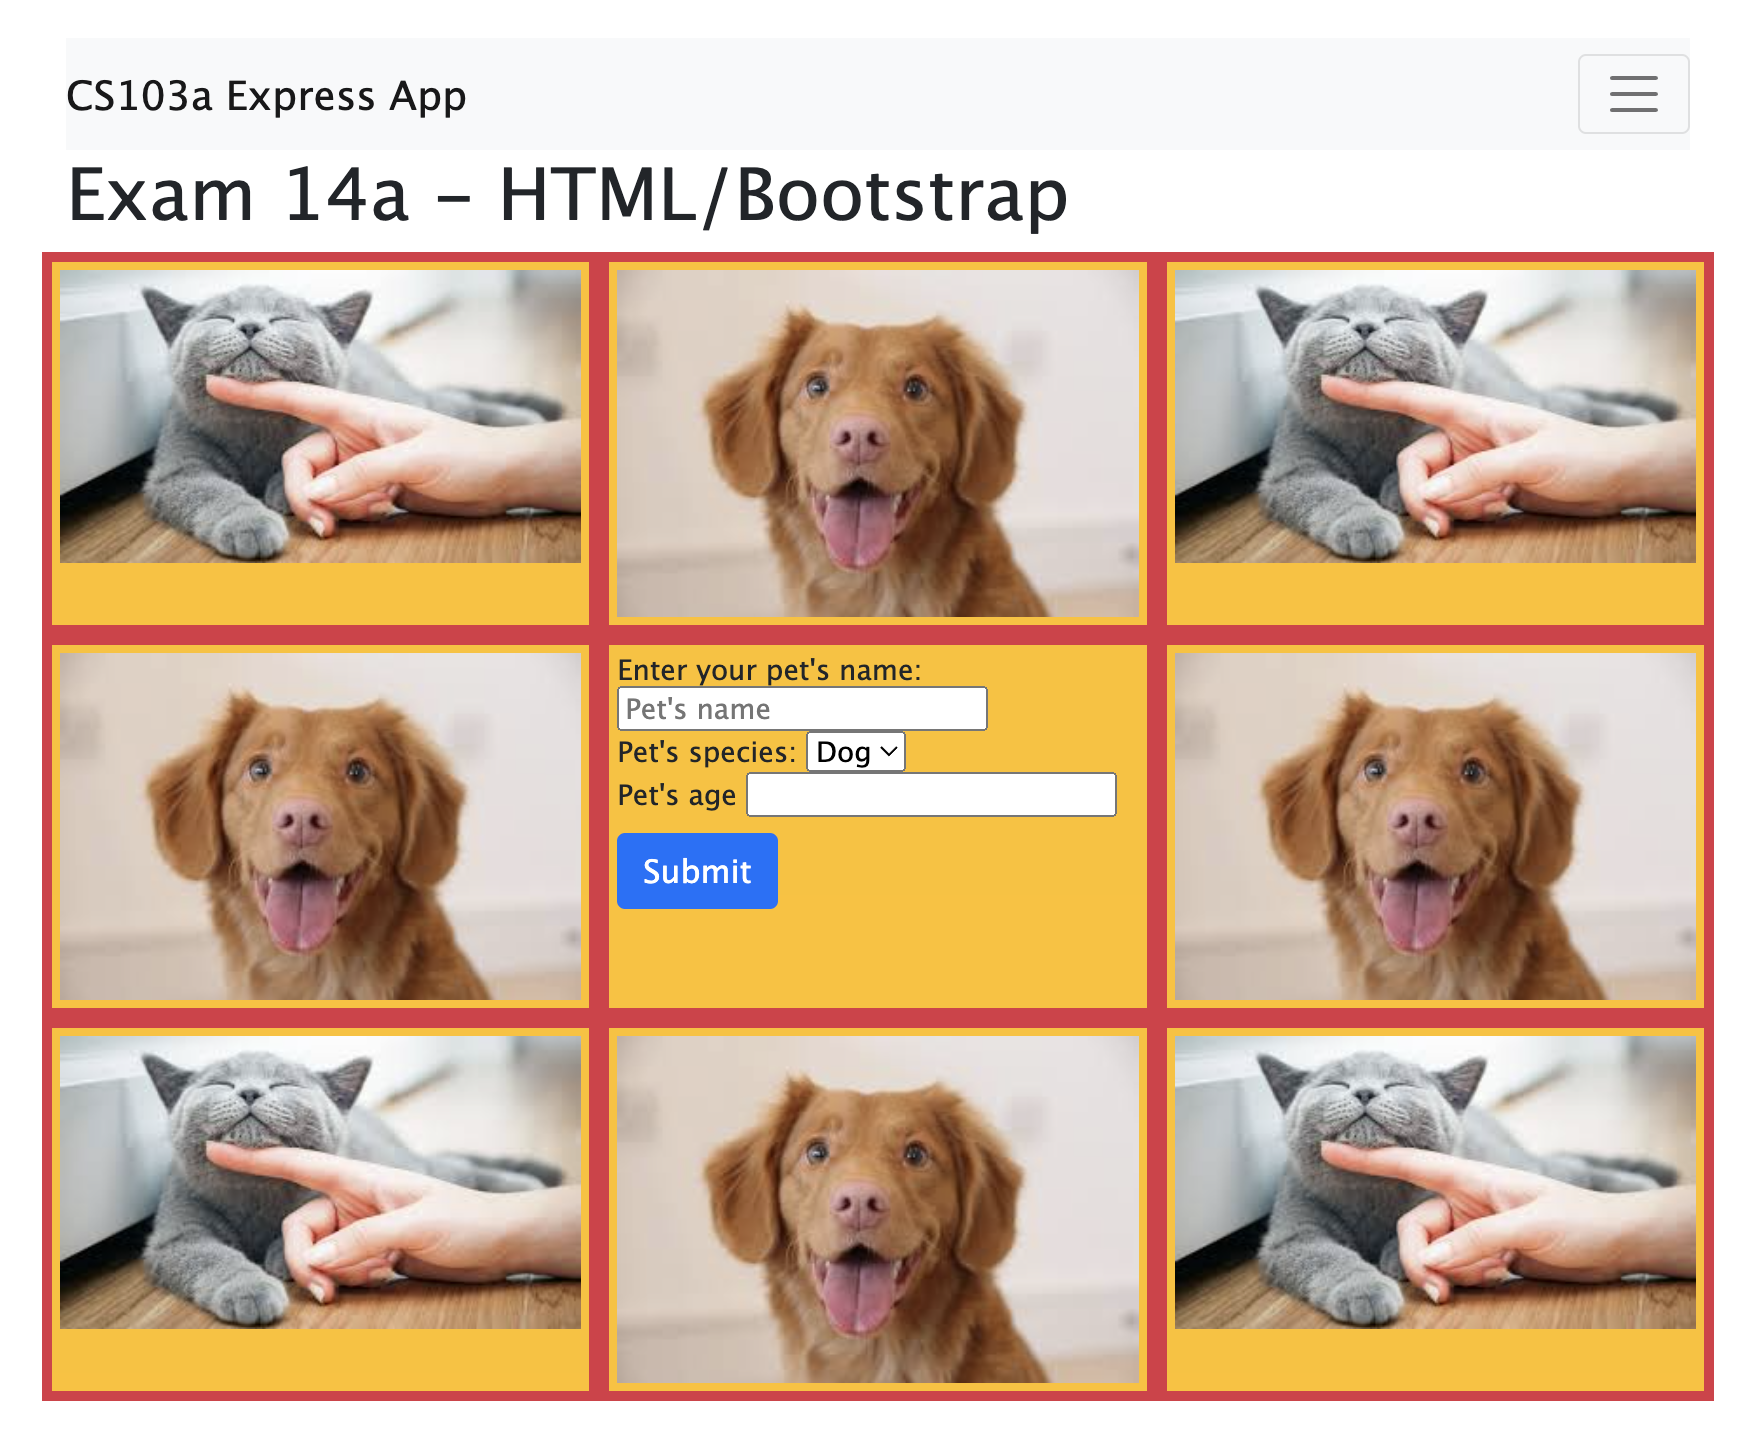 CS103a Express App
Exam 14a - HTML/Bootstrap
Enter your pet's name:
Pet's name
Pet's species: Dog
Pet's age
Submit